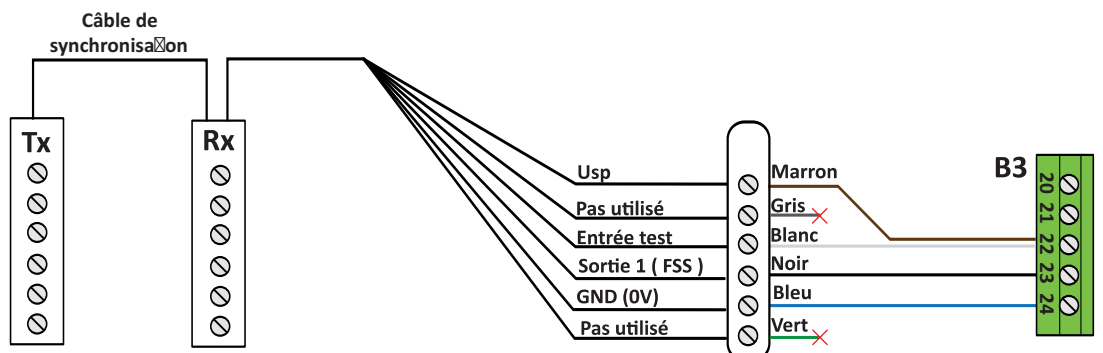 Câble de
synchronisa�on
Tx
Rx
Usp
Pas utilisé
Entrée test
Sortie 1 ( FSS )
GND (0V)
Pas utilisé
Marron
Gris
Blanc
Noir
Bleu
Vert
B3
20
21
22
23
24